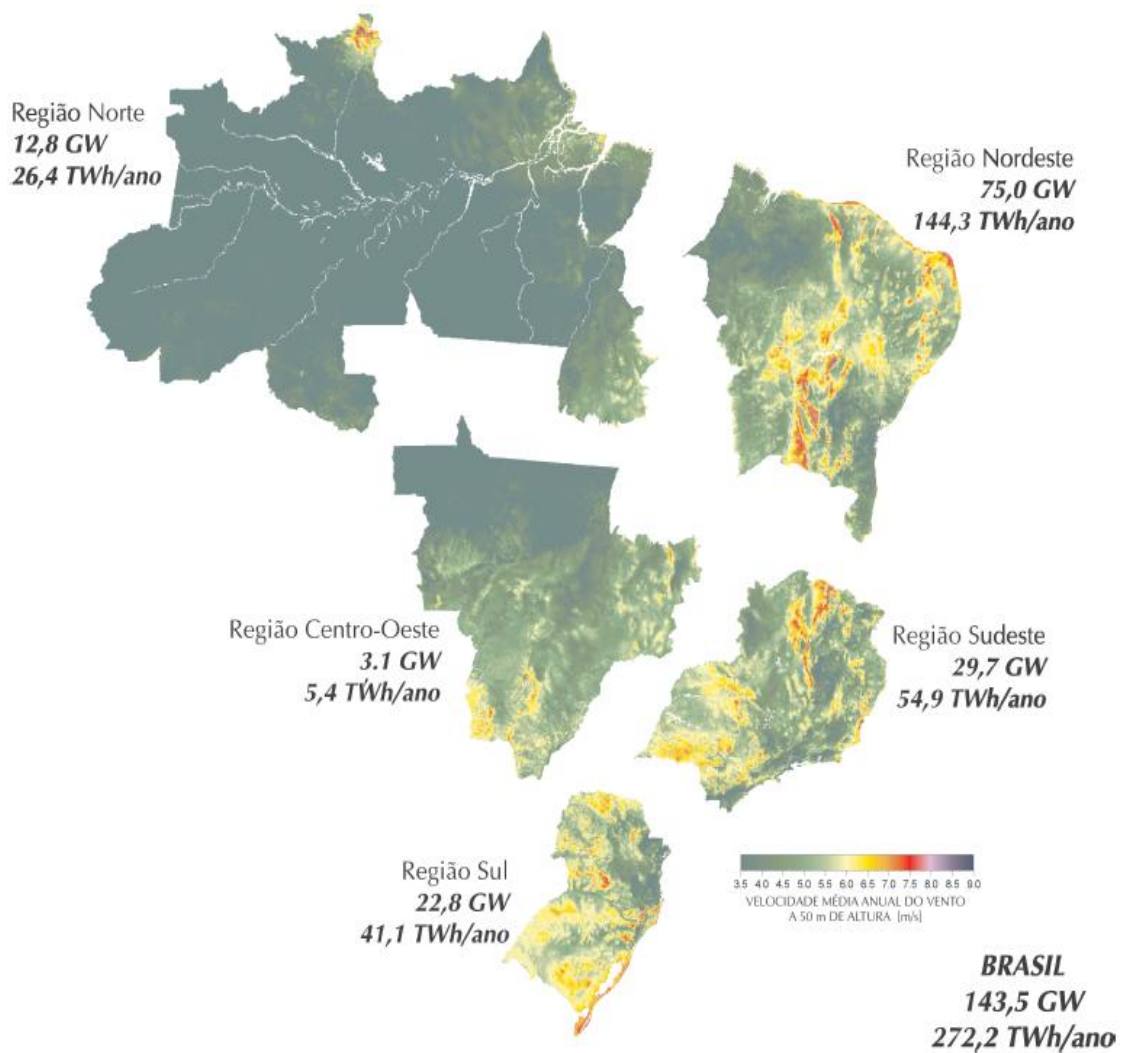 Região Norte
12,8 GW
26,4 TWh/ano
Região Nordeste
75,0 GW
144,3 TWh/ano
Região Centro-Oeste
3.1 GW
5,4 TWh/ano
Região Sudeste
29,7 GW
54,9 TWh/ano
Região Sul
22,8 GW
41,1 TWh/ano
3.5 4.0 4.5 5.0 5.5 6.0 6.5 7.0 7.5 8.0 8.5 9.0
VELOCIDADE MÉDIA ANUAL DO VENTO
A 50 m DE ALTURA [m/s]
BRASIL
143,5 GW
272,2 TWh/ano